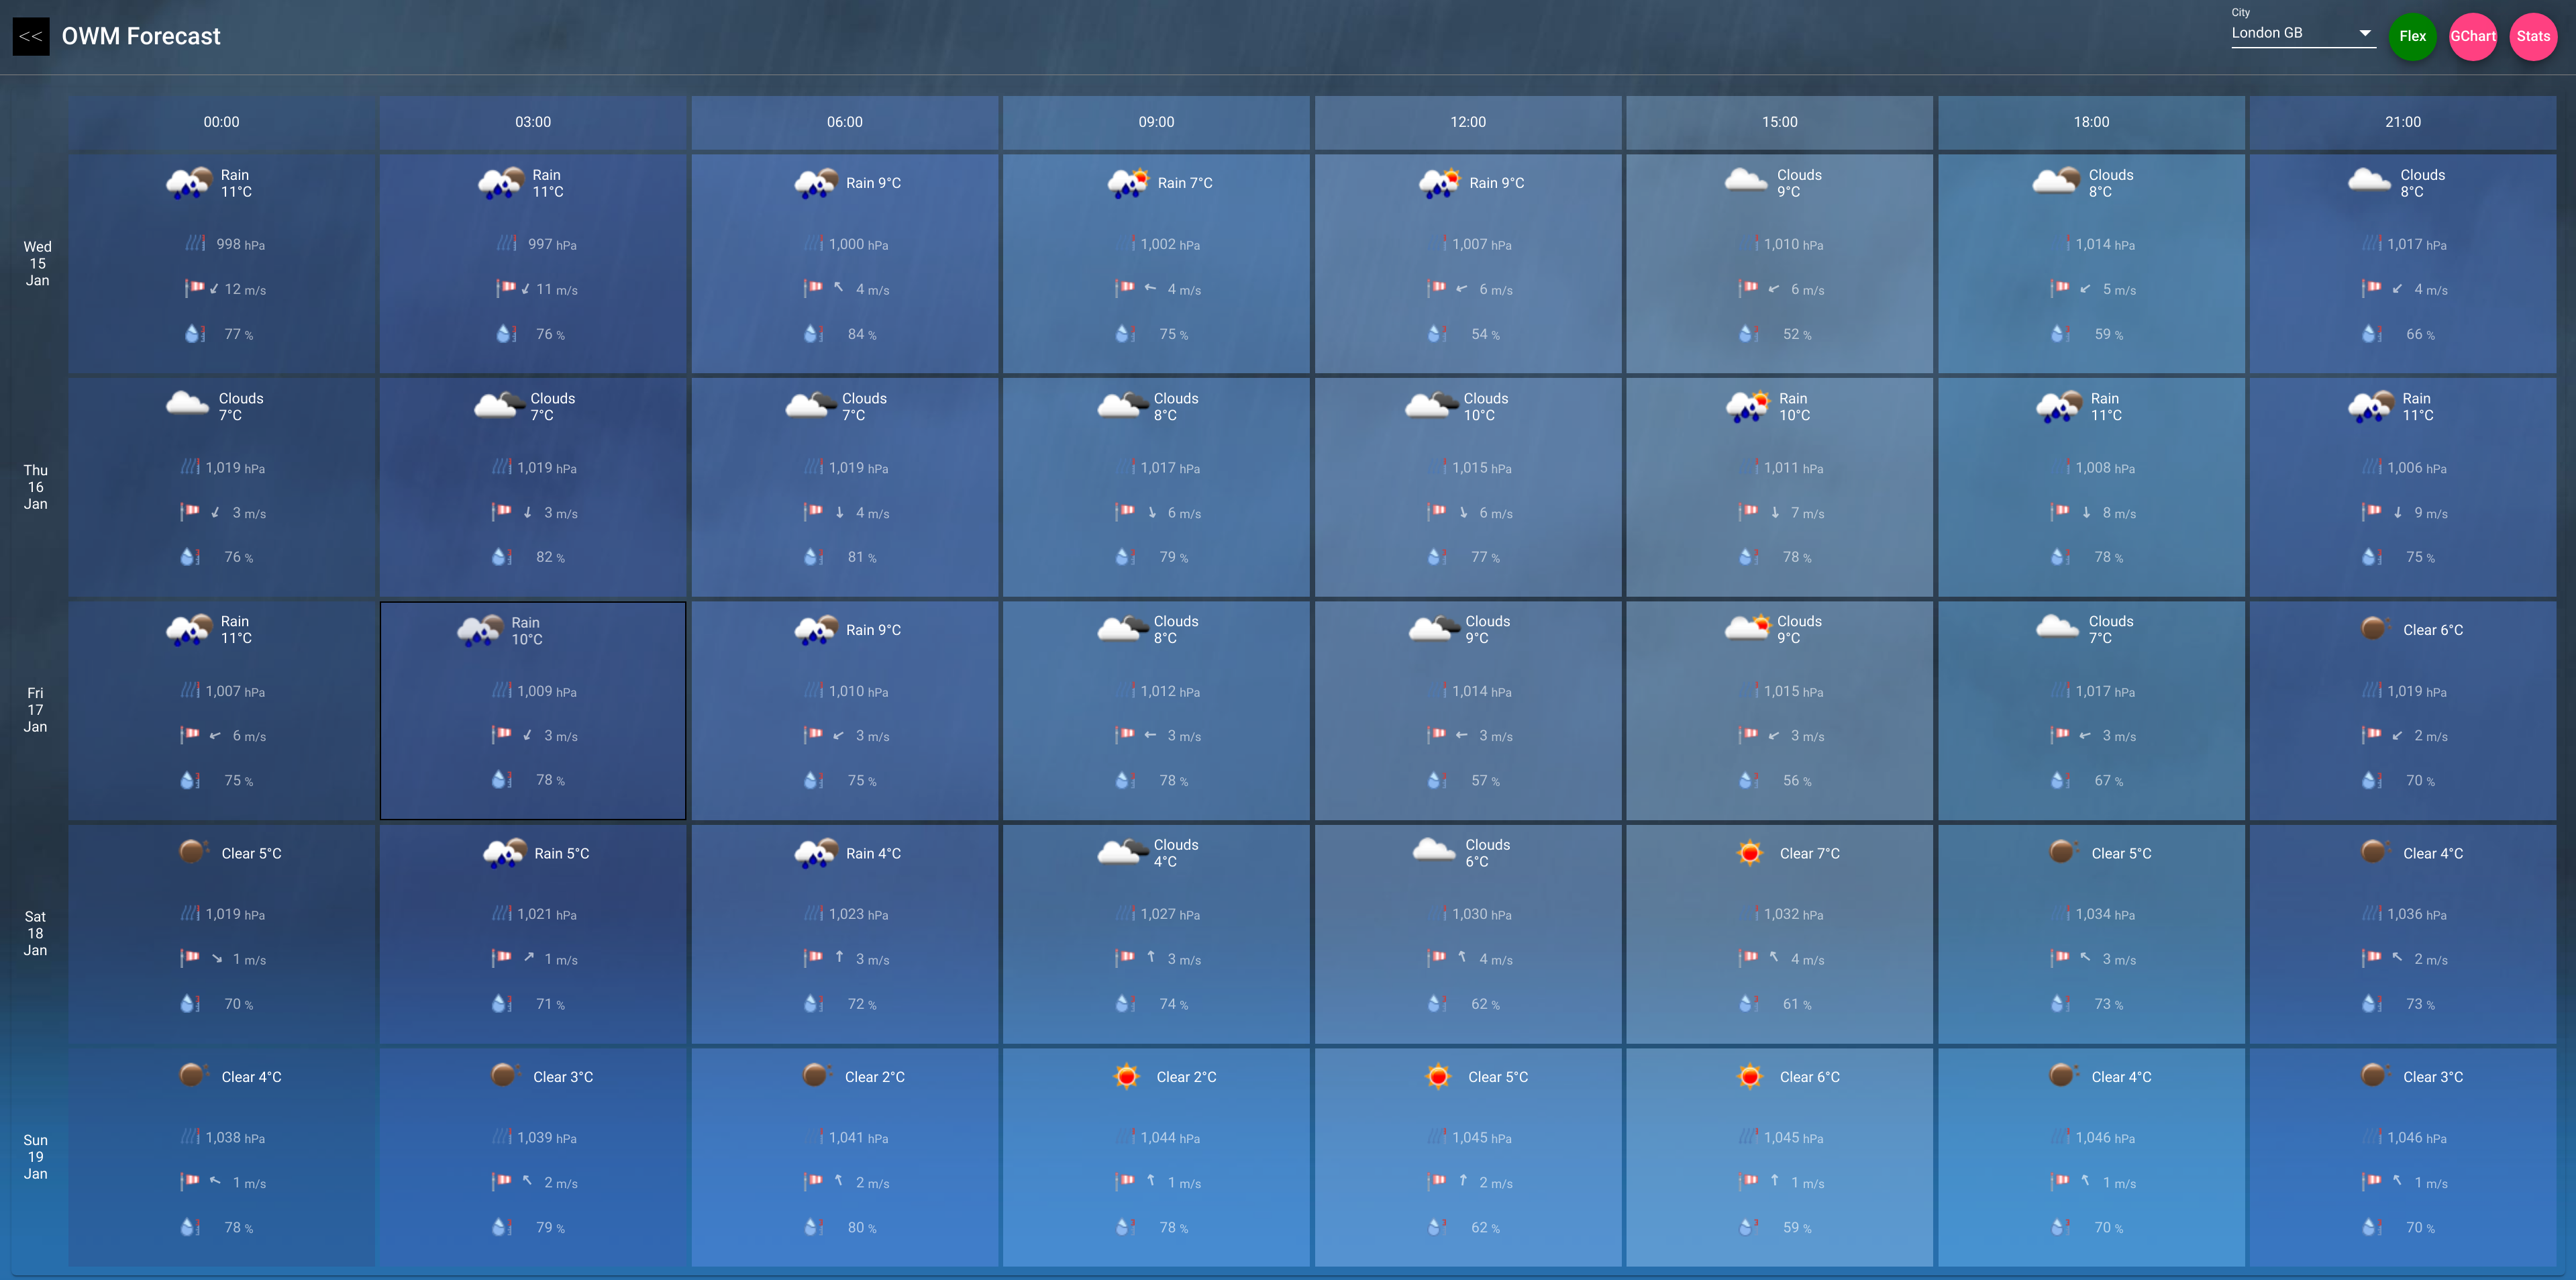 << OWM Forecast
City
London GB
Flex GChart Stats
00:00 03:00 06:00 09:00 12:00 15:00 18:00 21:00
Wed
15
Jan
Rain
11°C
998 hPa
12 m/s
77 %
Rain
11°C
997 hPa
11 m/s
76 %
Rain 9°C
1,000 hPa
4 m/s
84 %
Rain 7°C
1,002 hPa
4 m/s
75 %
Rain 9°C
1,007 hPa
6 m/s
54 %
Clouds
9°C
1,010 hPa
6 m/s
52 %
Clouds
8°C
1,014 hPa
5 m/s
59 %
Clouds
8°C
1,017 hPa
4 m/s
66 %
Thu
16
Jan
Clouds
7°C
1,019 hPa
3 m/s
76 %
Clouds
7°C
1,019 hPa
3 m/s
82 %
Clouds
7°C
1,019 hPa
4 m/s
81 %
Clouds
8°C
1,017 hPa
6 m/s
79 %
Clouds
10°C
1,015 hPa
6 m/s
77 %
Rain
10°C
1,011 hPa
7 m/s
78 %
Rain
11°C
1,008 hPa
8 m/s
78 %
Rain
11°C
1,006 hPa
9 m/s
75 %
Fri
17
Jan
Rain
11°C
1,007 hPa
6 m/s
75 %
Rain
10°C
1,009 hPa
3 m/s
78 %
Rain 9°C
1,010 hPa
3 m/s
75 %
Clouds
8°C
1,012 hPa
3 m/s
78 %
Clouds
9°C
1,014 hPa
3 m/s
57 %
Clouds
9°C
1,015 hPa
3 m/s
56 %
Clouds
7°C
1,017 hPa
3 m/s
67 %
Clear 6°C
1,019 hPa
2 m/s
70 %
Sat
18
Jan
Clear 5°C
1,019 hPa
1 m/s
70 %
Rain 5°C
1,021 hPa
1 m/s
71 %
Rain 4°C
1,023 hPa
3 m/s
72 %
Clouds
4°C
1,027 hPa
3 m/s
74 %
Clouds
6°C
1,030 hPa
4 m/s
62 %
Clear 7°C
1,032 hPa
4 m/s
61 %
Clear 5°C
1,034 hPa
3 m/s
73 %
Clear 4°C
1,036 hPa
2 m/s
73 %
Sun
19
Jan
Clear 4°C
1,038 hPa
1 m/s
78 %
Clear 3°C
1,039 hPa
2 m/s
79 %
Clear 2°C
1,041 hPa
2 m/s
80 %
Clear 2°C
1,044 hPa
1 m/s
78 %
Clear 5°C
1,045 hPa
2 m/s
62 %
Clear 6°C
1,045 hPa
1 m/s
59 %
Clear 4°C
1,046 hPa
1 m/s
70 %
Clear 3°C
1,046 hPa
1 m/s
70 %